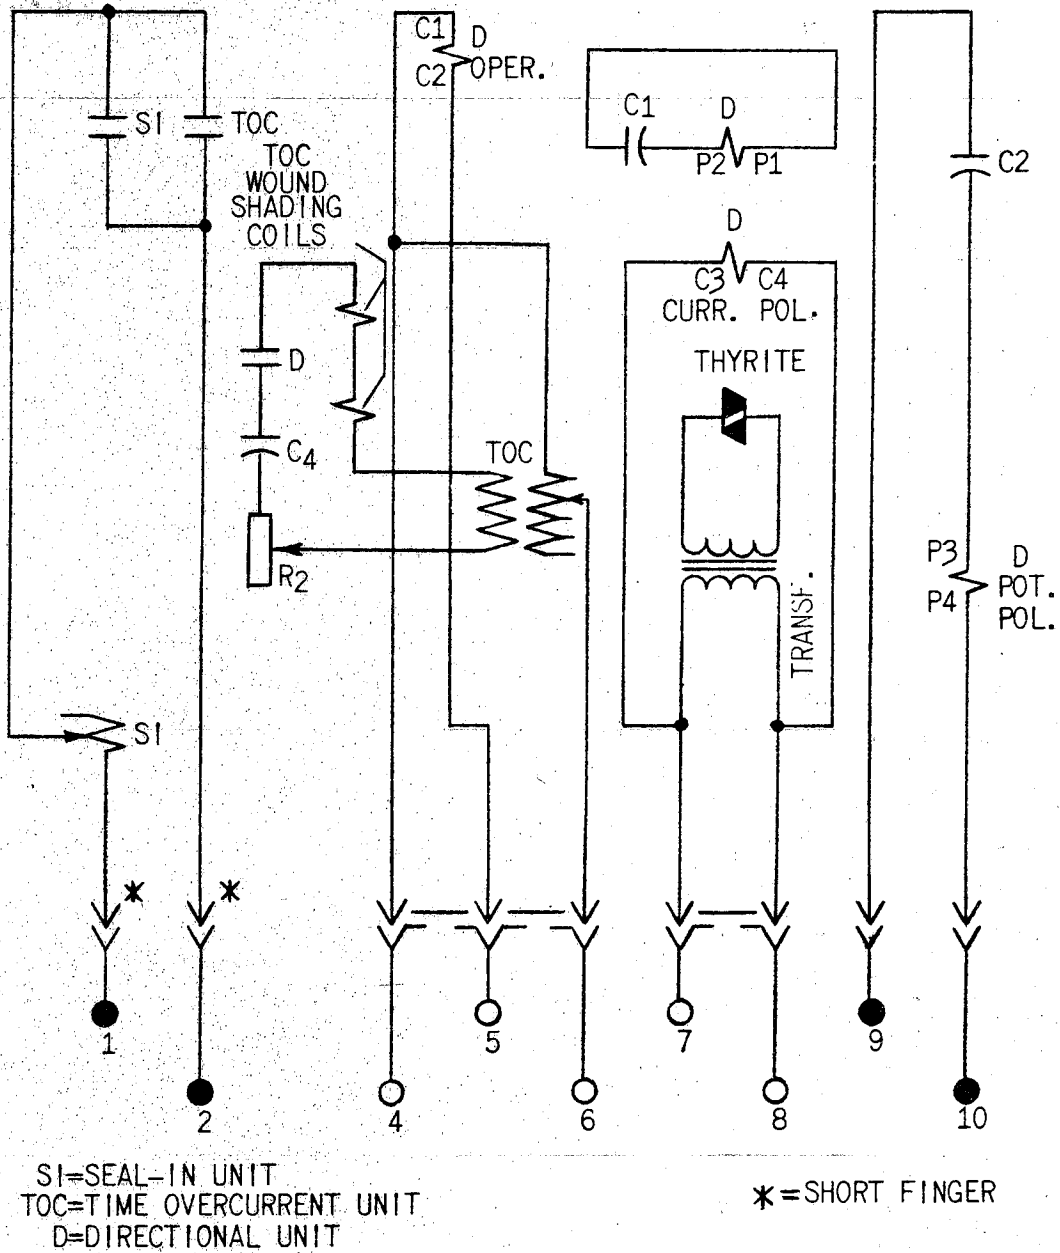 C1
D
OPER.
C2
SI
TOC
TOC
WOUND
SHADING
COILS
C1
D
P2
P1
C2
D
C3
C4
CURR. POL.
THYRITE
D
C4
TOC
R2
TRANSF.
P3
P4
D
POT.
POL.
SI
*
*
1
2
4
5
6
7
8
9
10
SI=SEAL-IN UNIT
TOC=TIME OVERCURRENT UNIT
D=DIRECTIONAL UNIT
*=SHORT FINGER